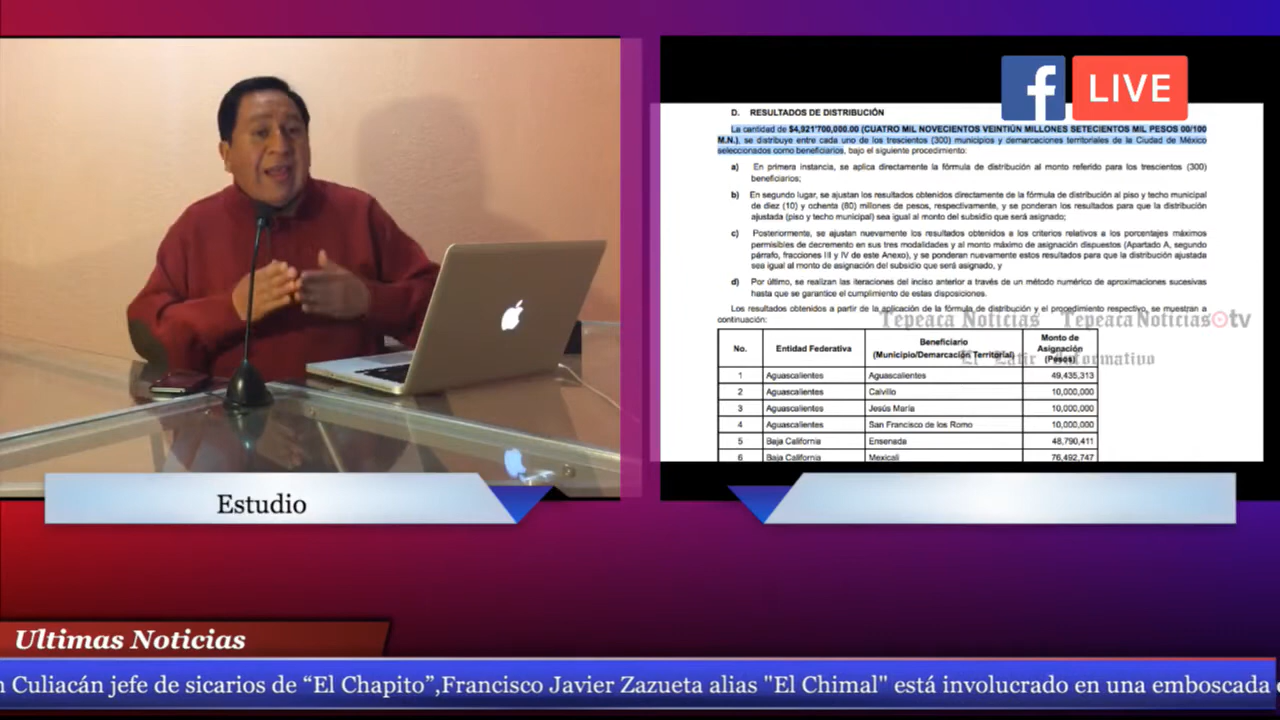 f LIVE
D. RESULTADOS DE DISTRIBUCIÓN
La cantidad de $4,921'700,000.00 (CUATRO MIL NOVECIENTOS VEINTIÚN MILLONES SETECIENTOS MIL PESOS 00/100
M.N.), se distribuye entre cada uno de los trescientos (300) municipios y demarcaciones territoriales de la Ciudad de México
seleccionados como beneficiarios, bajo el siguiente procedimiento:
a) En primera instancia, se aplica directamente la fórmula de distribución al monto referido para los trescientos (300)
beneficiarios;
b) En segundo lugar, se ajustan los resultados obtenidos directamente de la fórmula de distribución al piso y techo municipal
de diez (10) y ochenta (80) millones de pesos, respectivamente, y se ponderan los resultados para que la distribución
ajustada (piso y techo municipal) sea igual al monto del subsidio que será asignado;
c) Posteriormente, se ajustan nuevamente los resultados obtenidos a los criterios relativos a los porcentajes máximos
permisibles de decremento en sus tres modalidades y al monto máximo de asignación dispuestos (Apartado A, segundo
párrafo, fracciones III y IV de este Anexo), y se ponderan nuevamente estos resultados para que la distribución ajustada
sea igual al monto de asignación del subsidio que será asignado, y
d) Por último, se realizan las iteraciones del inciso anterior a través de un método numérico de aproximaciones sucesivas
hasta que se garantice el cumplimiento de estas disposiciones.
Los resultados obtenidos a partir de la aplicación de la fórmula de distribución y el procedimiento respectivo, se muestran a
continuación:
Tepeaca Noticias TepeacaNoticias tv
El Latir Informativo
No. Entidad Federativa Beneficiario (Municipio/Demarcación Territorial) Monto de Asignación (Pesos)
1 Aguascalientes Aguascalientes 49,435,313
2 Aguascalientes Calvillo 10,000,000
3 Aguascalientes Jesús María 10,000,000
4 Aguascalientes San Francisco de los Romo 10,000,000
5 Baja California Ensenada 48,790,411
6 Baja California Mexicali 76,492,747
Estudio
Ultimas Noticias
n Culiacán jefe de sicarios de “El Chapito”,Francisco Javier Zazueta alias "El Chimal" está involucrado en una emboscada